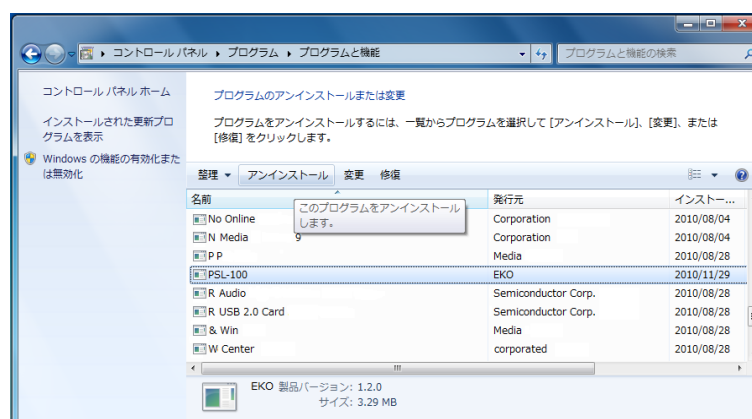 コントロール パネル ▸ プログラム ▸ プログラムと機能
プログラムと機能の検索
コントロール パネル ホーム
インストールされた更新プロ
グラムを表示
Windows の機能の有効化また
は無効化
プログラムのアンインストールまたは変更
プログラムをアンインストールするには、一覧からプログラムを選択して [アンインストール]、[変更]、または
[修復] をクリックします。
整理 アンインストール 変更 修復
名前 発行元 インストー...
このプログラムをアンインストール
します。
No Online Corporation 2010/08/04
N Media 9 Corporation 2010/08/04
P P Media 2010/08/28
PSL-100 EKO 2010/11/29
R Audio Semiconductor Corp. 2010/08/28
R USB 2.0 Card Semiconductor Corp. 2010/08/28
& Win Media 2010/08/28
W Center corporated 2010/08/28
EKO 製品バージョン: 1.2.0
サイズ: 3.29 MB